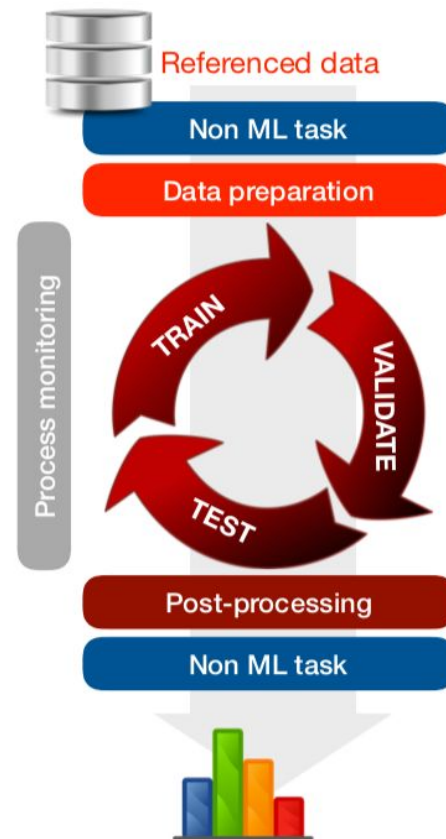 Referenced data
Non ML task
Data preparation
Process monitoring
TRAIN
VALIDATE
TEST
Post-processing
Non ML task